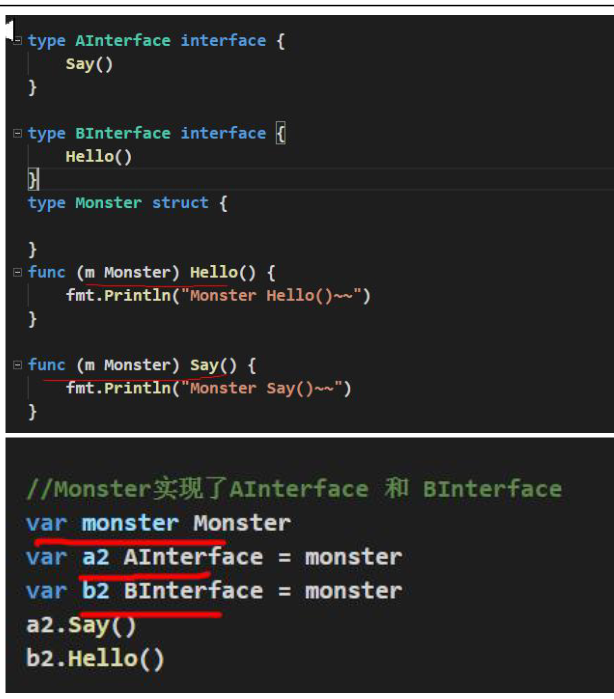 type AInterface interface {
    Say()
}
type BInterface interface {
    Hello()
}
type Monster struct {
}
func (m Monster) Hello() {
    fmt.Println("Monster Hello()~~")
}
func (m Monster) Say() {
    fmt.Println("Monster Say()~~")
}
//Monster实现了AInterface 和 BInterface
var monster Monster
var a2 AInterface = monster
var b2 BInterface = monster
a2.Say()
b2.Hello()